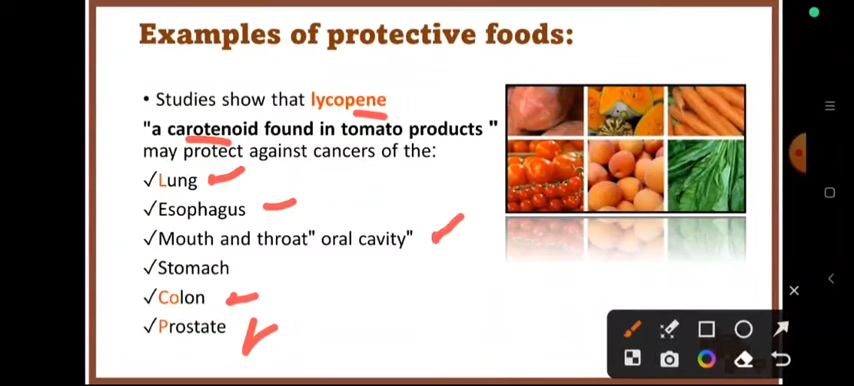 Examples of protective foods:
• Studies show that lycopene
"a carotenoid found in tomato products "
may protect against cancers of the:
✓Lung
✓Esophagus
✓Mouth and throat" oral cavity"
✓Stomach
✓Colon
✓Prostate